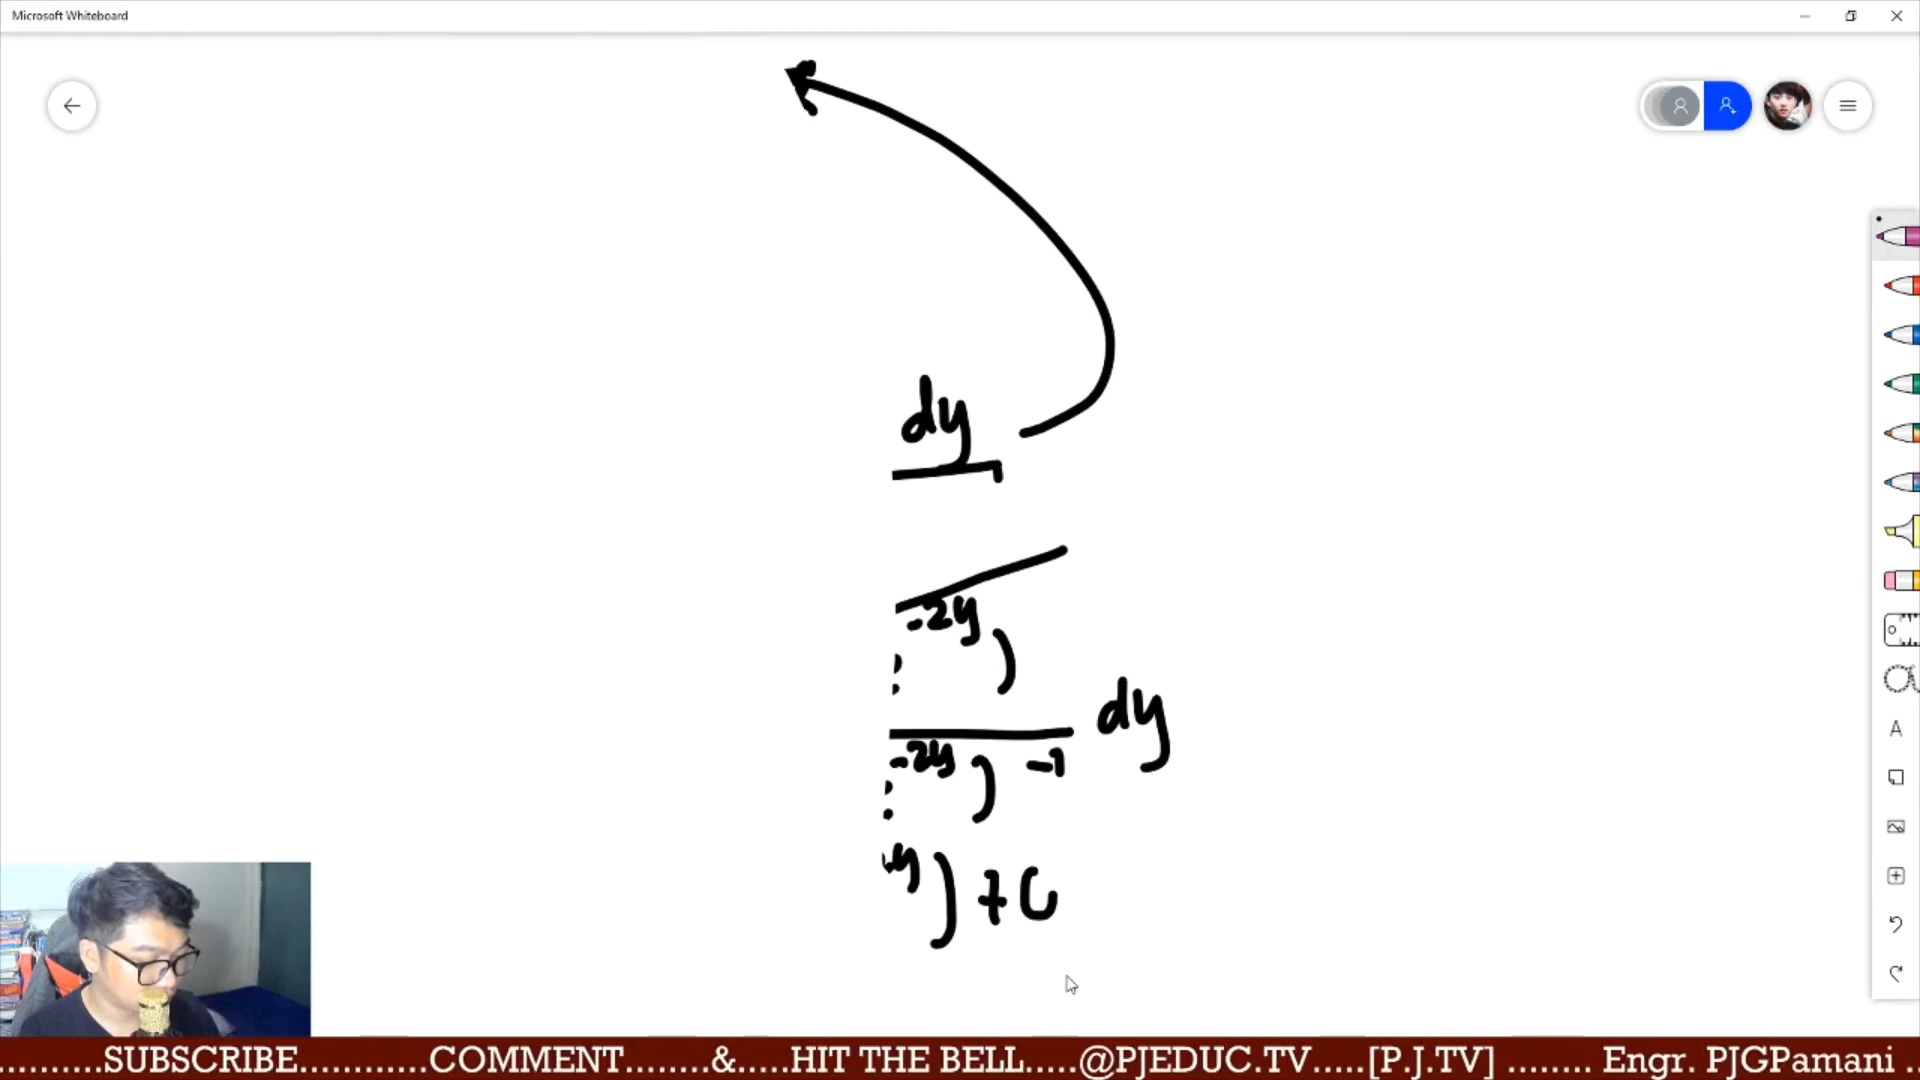 Microsoft Whiteboard
dy
-2y )
dy
-2y ) -1
y ) + C
A
..........SUBSCRIBE............COMMENT........&.....HIT THE BELL.....@PJEDUC.TV.....[P.J.TV] ........ Engr. PJGPamani ..